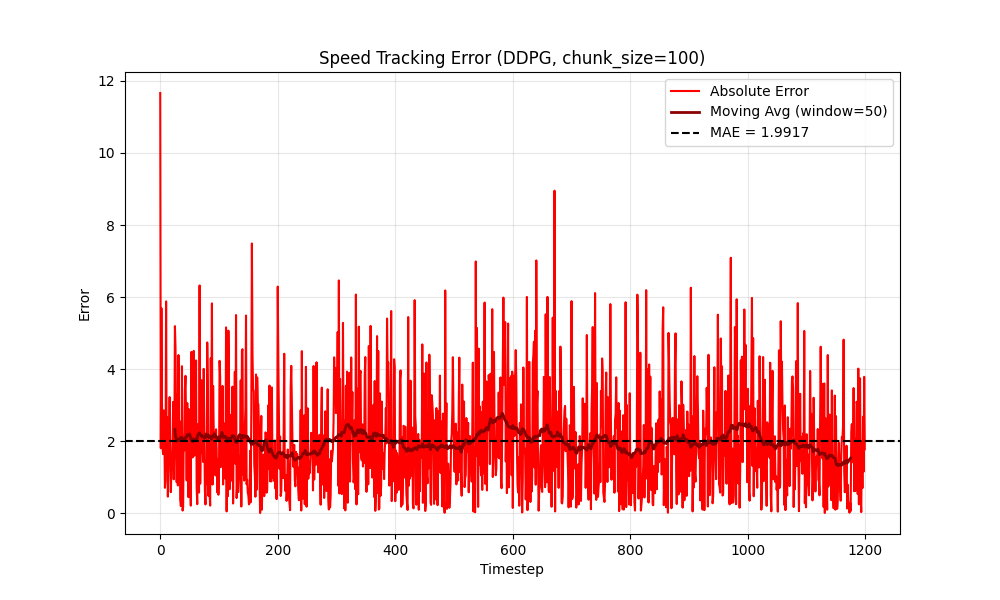 Speed Tracking Error (DDPG, chunk_size=100)
Absolute Error
Moving Avg (window=50)
MAE = 1.9917
12
10
8
6
4
2
0
Error
0 200 400 600 800 1000 1200
Timestep